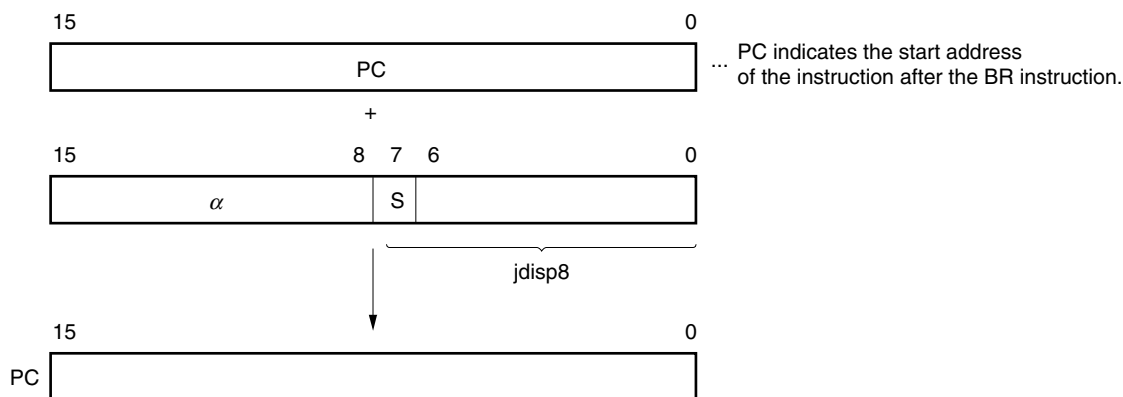 15 0
PC
... PC indicates the start address
of the instruction after the BR instruction.
+
15 8 7 6 0
α S
jdisp8
15 0
PC